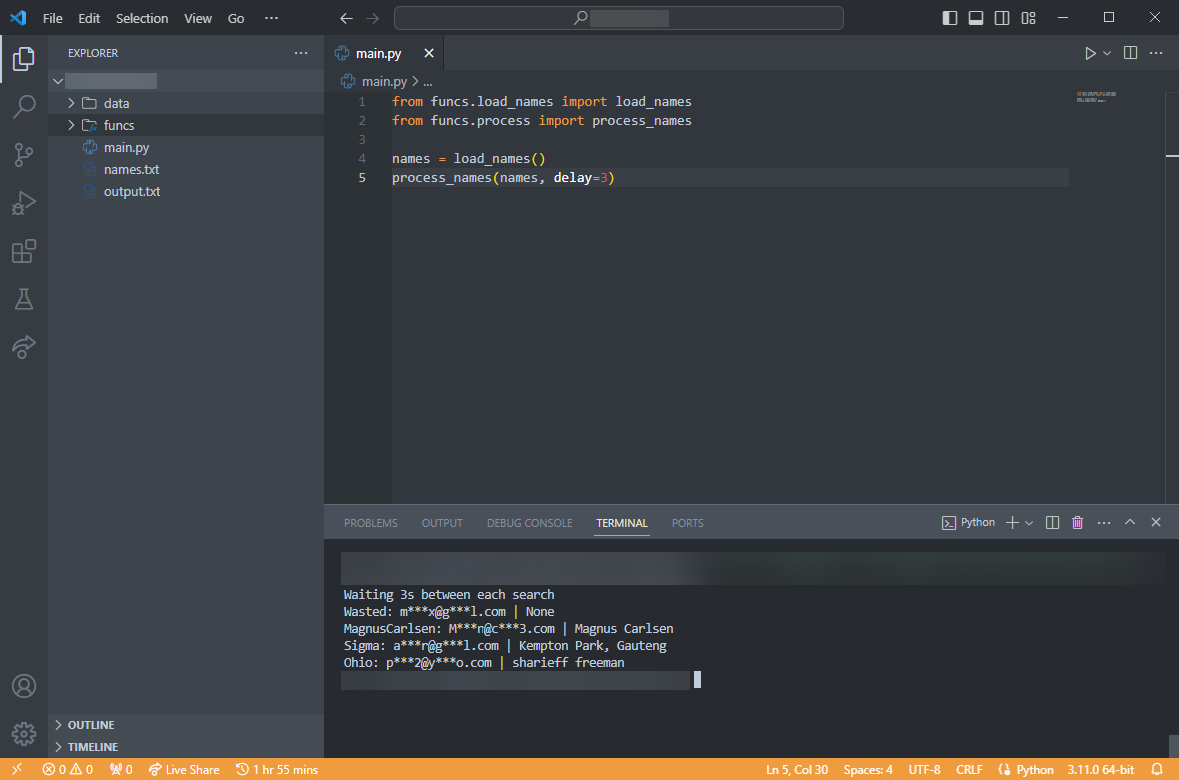 File Edit Selection View Go ···
EXPLORER ···
data
funcs
main.py
names.txt
output.txt
OUTLINE
TIMELINE
main.py
main.py > ...
1 from funcs.load_names import load_names
2 from funcs.process import process_names
3
4 names = load_names()
5 process_names(names, delay=3)
PROBLEMS OUTPUT DEBUG CONSOLE TERMINAL PORTS Python
Waiting 3s between each search
Wasted: m***x@g***l.com | None
MagnusCarlsen: M***n@c***3.com | Magnus Carlsen
Sigma: a***r@g***l.com | Kempton Park, Gauteng
Ohio: p***2@y***o.com | sharieff freeman
0 0 0 Live Share 1 hr 55 mins Ln 5, Col 30 Spaces: 4 UTF-8 CRLF Python 3.11.0 64-bit